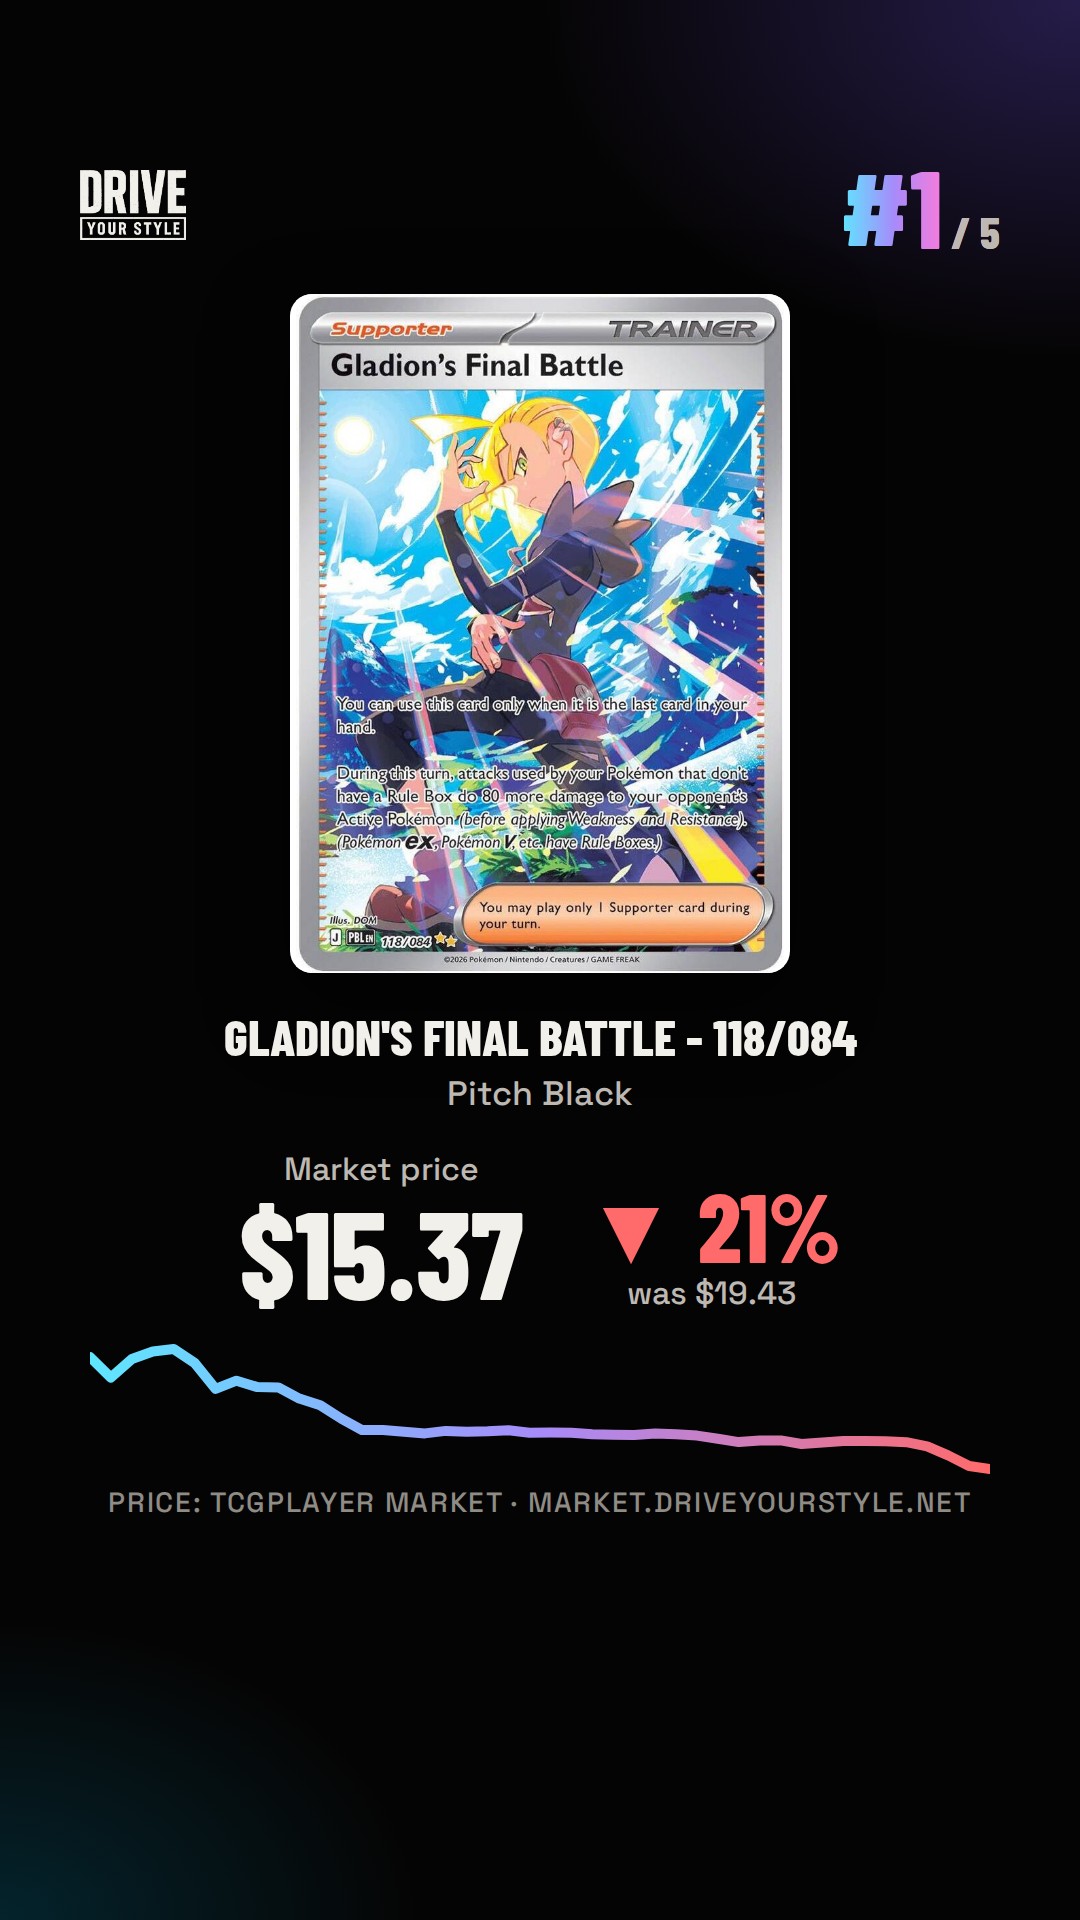 DRIVE
YOUR STYLE
#1 / 5
Supporter
TRAINER
Gladion's Final Battle
You can use this card only when it is the last card in your
hand.
During this turn, attacks used by your Pokémon that don't
have a Rule Box do 80 more damage to your opponent's
Active Pokémon (before applying Weakness and Resistance).
(Pokémon ex, Pokémon V, etc. have Rule Boxes.)
You may play only 1 Supporter card during
your turn.
Illus. DOM
J PBL EN 118/084
©2026 Pokémon / Nintendo / Creatures / GAME FREAK
GLADION'S FINAL BATTLE - 118/084
Pitch Black
Market price
$15.37
▼ 21%
was $19.43
PRICE: TCGPLAYER MARKET · MARKET.DRIVEYOURSTYLE.NET